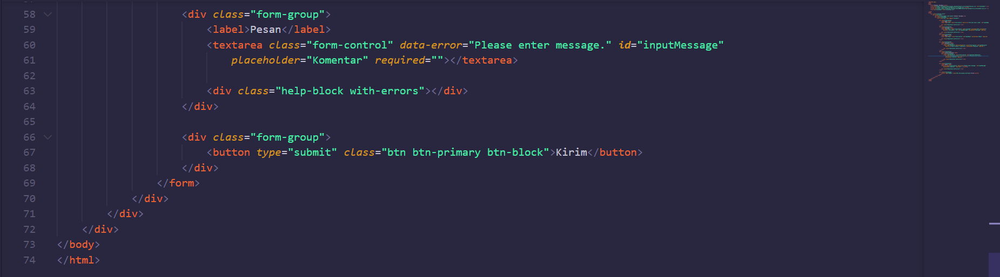 58 <div class="form-group">
59 <label>Pesan</label>
60 <textarea class="form-control" data-error="Please enter message." id="inputMessage"
61 placeholder="Komentar" required=""></textarea>
62
63 <div class="help-block with-errors"></div>
64 </div>
65
66 <div class="form-group">
67 <button type="submit" class="btn btn-primary btn-block">Kirim</button>
68 </div>
69 </form>
70 </div>
71 </div>
72 </div>
73 </body>
74 </html>